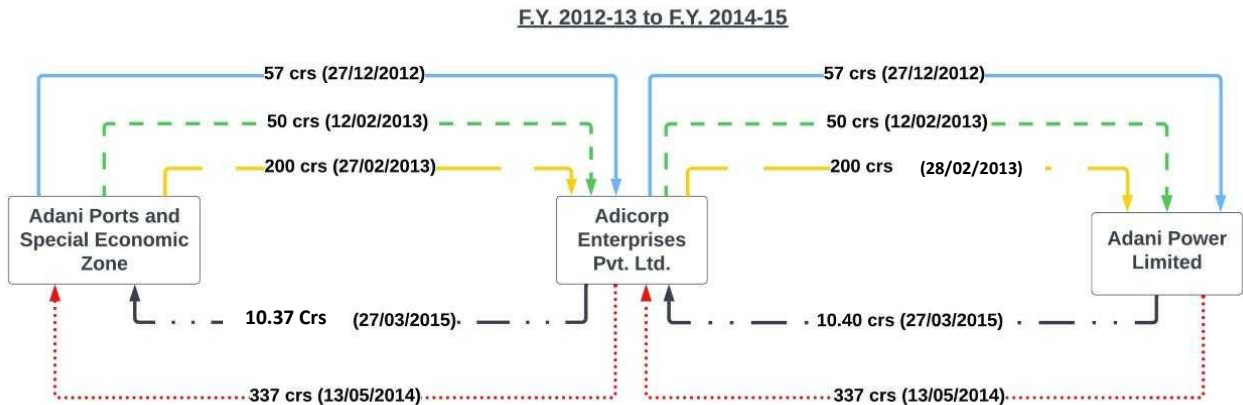 F.Y. 2012-13 to F.Y. 2014-15
57 crs (27/12/2012)
57 crs (27/12/2012)
50 crs (12/02/2013)
50 crs (12/02/2013)
200 crs (27/02/2013)
200 crs (28/02/2013)
Adani Ports and
Special Economic
Zone
Adicorp
Enterprises
Pvt. Ltd.
Adani Power
Limited
10.37 Crs (27/03/2015)
10.40 crs (27/03/2015)
337 crs (13/05/2014)
337 crs (13/05/2014)